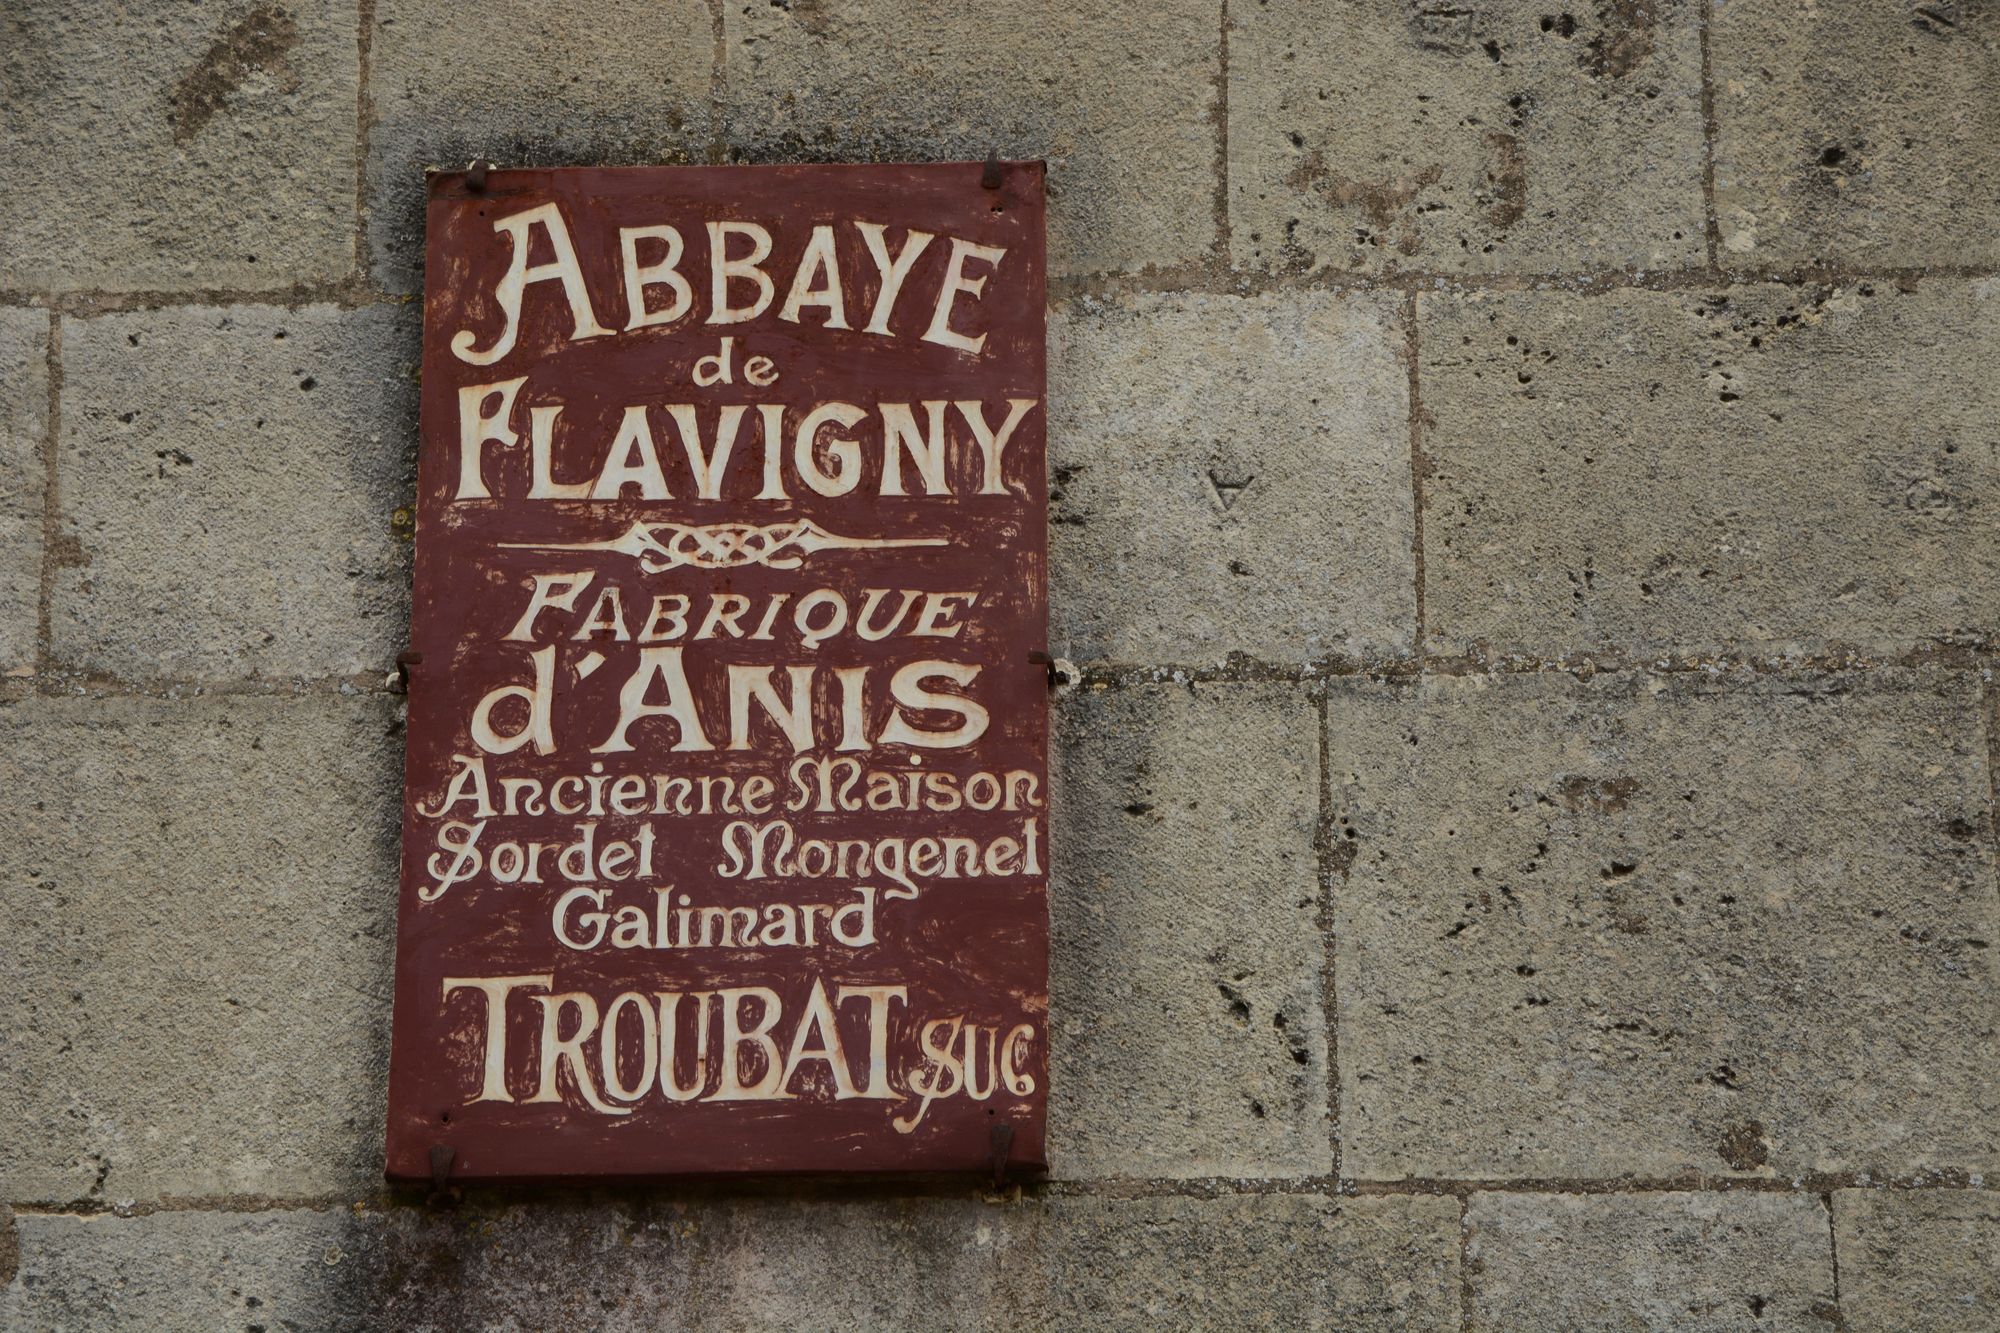 ABBAYE
de
FLAVIGNY
FABRIQUE
d'ANIS
Ancienne Maison
Sordet Mongenet
Galimard
TROUBAT SUC
A